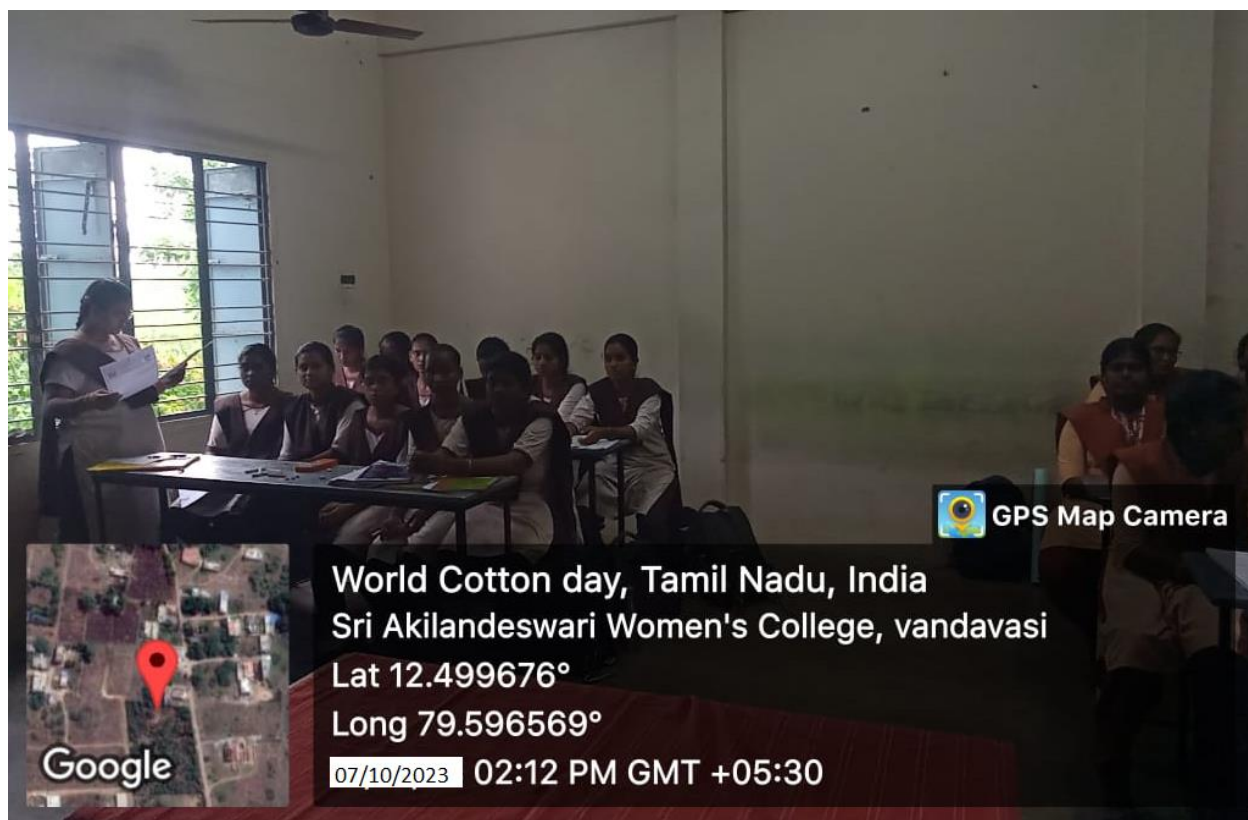 GPS Map Camera
World Cotton day, Tamil Nadu, India
Sri Akilandeswari Women's College, vandavasi
Lat 12.499676°
Long 79.596569°
07/10/2023 02:12 PM GMT +05:30
Google